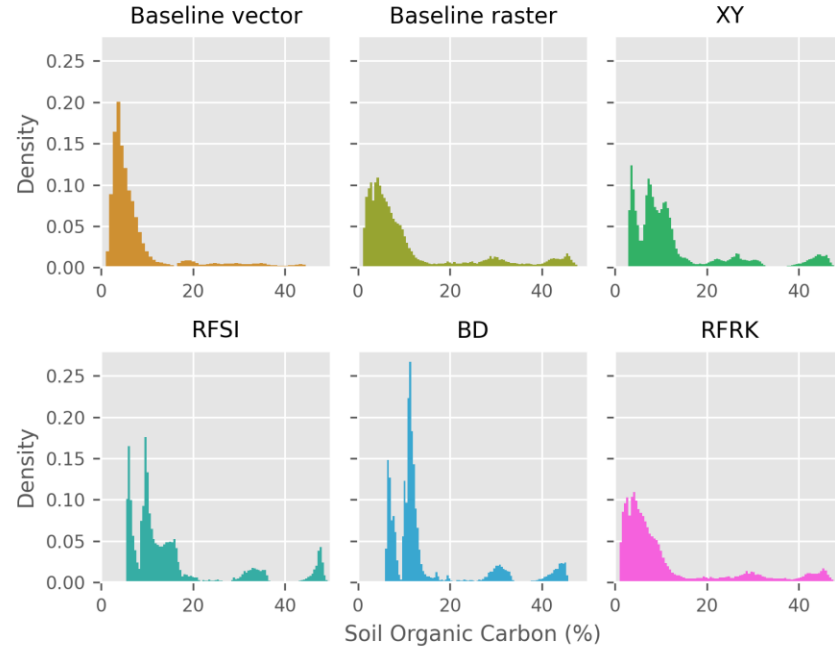 Baseline vector
Baseline raster
XY
Density
0.25
0.20
0.15
0.10
0.05
0.00
0 20 40
0 20 40
0 20 40
RFSI
BD
RFRK
Density
0.25
0.20
0.15
0.10
0.05
0.00
0 20 40
0 20 40
0 20 40
Soil Organic Carbon (%)